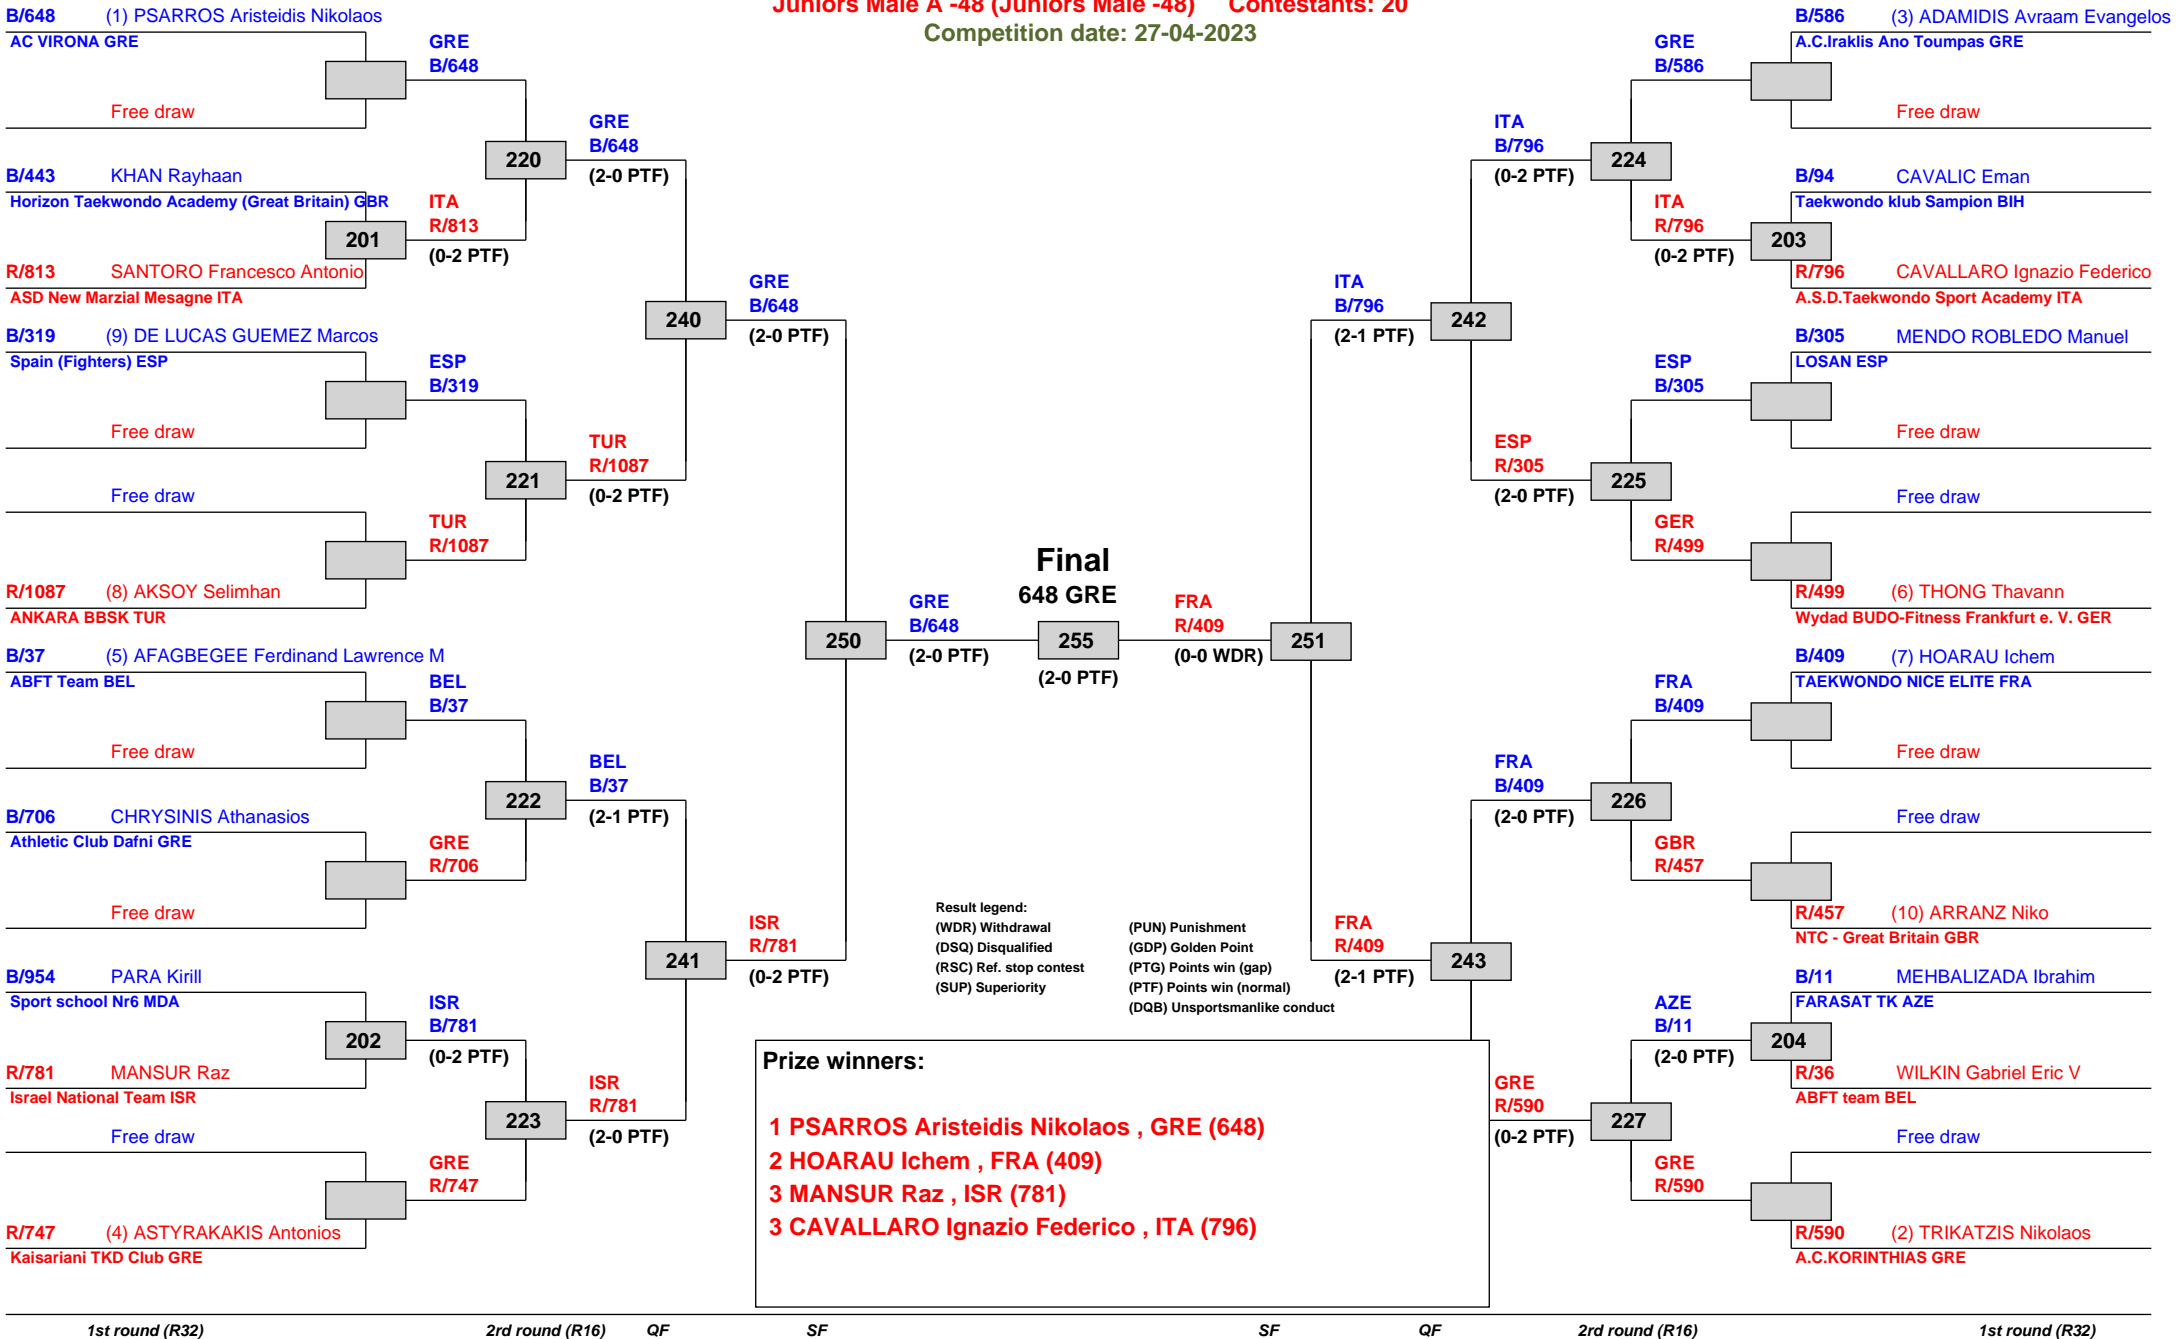 Juniors Male A -48 (Juniors Male -48) Contestants: 20
Competition date: 27-04-2023
B/648 (1) PSARROS Aristeidis Nikolaos
AC VIRONA GRE
GRE
B/648
Free draw
GRE
B/648
220
(2-0 PTF)
B/443 KHAN Rayhaan
Horizon Taekwondo Academy (Great Britain) GBR
ITA
R/813
201
(0-2 PTF)
R/813 SANTORO Francesco Antonio
ASD New Marzial Mesagne ITA
GRE
B/648
240
(2-0 PTF)
B/319 (9) DE LUCAS GUEMEZ Marcos
Spain (Fighters) ESP
ESP
B/319
Free draw
TUR
R/1087
221
(0-2 PTF)
Free draw
TUR
R/1087
R/1087 (8) AKSOY Selimhan
ANKARA BBSK TUR
GRE
B/648
250
(2-0 PTF)
B/37 (5) AFAGBEGEE Ferdinand Lawrence M
ABFT Team BEL
BEL
B/37
Free draw
BEL
B/37
222
(2-1 PTF)
B/706 CHRYSINIS Athanasios
Athletic Club Dafni GRE
GRE
R/706
Free draw
ISR
R/781
241
(0-2 PTF)
B/954 PARA Kirill
Sport school Nr6 MDA
ISR
B/781
202
(0-2 PTF)
R/781 MANSUR Raz
Israel National Team ISR
ISR
R/781
223
(2-0 PTF)
Free draw
GRE
R/747
R/747 (4) ASTYRAKAKIS Antonios
Kaisariani TKD Club GRE
Final
648 GRE
255
(2-0 PTF)
FRA
R/409
251
(0-0 WDR)
B/586 (3) ADAMIDIS Avraam Evangelos
A.C.Iraklis Ano Toumpas GRE
GRE
B/586
Free draw
ITA
B/796
224
(0-2 PTF)
B/94 CAVALIC Eman
Taekwondo klub Sampion BIH
ITA
R/796
203
(0-2 PTF)
R/796 CAVALLARO Ignazio Federico
A.S.D.Taekwondo Sport Academy ITA
ITA
B/796
242
(2-1 PTF)
B/305 MENDO ROBLEDO Manuel
LOSAN ESP
ESP
B/305
Free draw
ESP
R/305
225
(2-0 PTF)
Free draw
GER
R/499
R/499 (6) THONG Thavann
Wydad BUDO-Fitness Frankfurt e. V. GER
B/409 (7) HOARAU Ichem
TAEKWONDO NICE ELITE FRA
FRA
B/409
Free draw
FRA
B/409
226
(2-0 PTF)
Free draw
GBR
R/457
R/457 (10) ARRANZ Niko
NTC - Great Britain GBR
FRA
R/409
243
(2-1 PTF)
B/11 MEHBALIZADA Ibrahim
FARASAT TK AZE
AZE
B/11
204
(2-0 PTF)
R/36 WILKIN Gabriel Eric V
ABFT team BEL
GRE
R/590
227
(0-2 PTF)
Free draw
GRE
R/590
R/590 (2) TRIKATZIS Nikolaos
A.C.KORINTHIAS GRE
Result legend:
(WDR) Withdrawal (PUN) Punishment
(DSQ) Disqualified (GDP) Golden Point
(RSC) Ref. stop contest (PTG) Points win (gap)
(SUP) Superiority (PTF) Points win (normal)
(DQB) Unsportsmanlike conduct
Prize winners:
1 PSARROS Aristeidis Nikolaos , GRE (648)
2 HOARAU Ichem , FRA (409)
3 MANSUR Raz , ISR (781)
3 CAVALLARO Ignazio Federico , ITA (796)
1st round (R32) 2rd round (R16) QF SF SF QF 2rd round (R16) 1st round (R32)